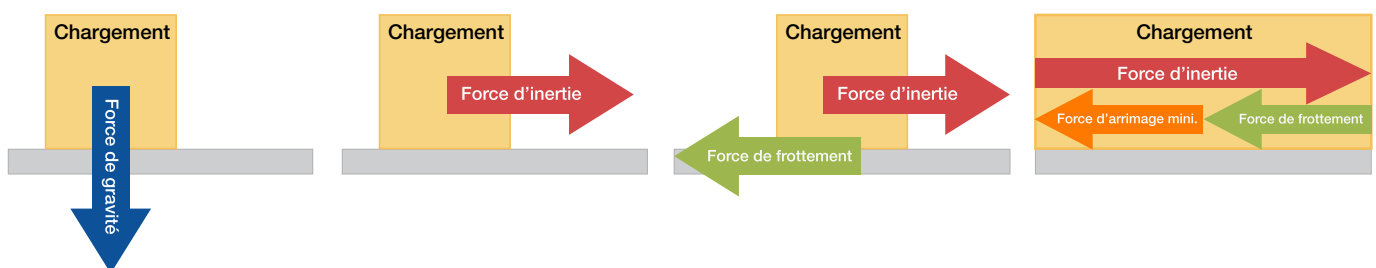 Chargement
Force de gravité
Chargement
Force d'inertie
Chargement
Force d'inertie
Force de frottement
Chargement
Force d'inertie
Force d'arrimage mini.
Force de frottement